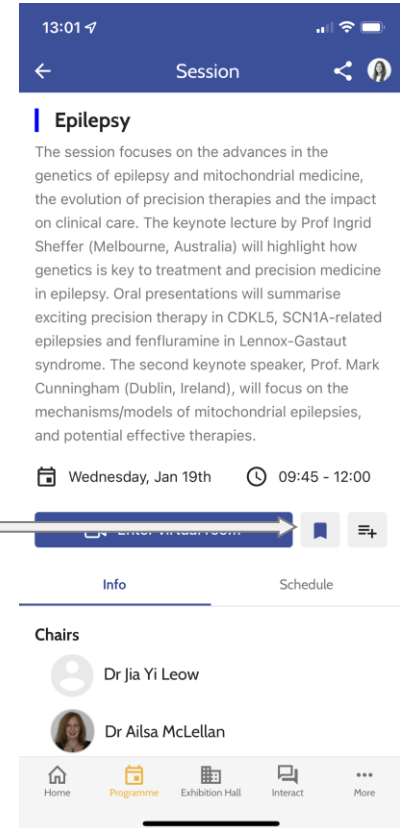 13:01
Session
Epilepsy
The session focuses on the advances in the
genetics of epilepsy and mitochondrial medicine,
the evolution of precision therapies and the impact
on clinical care. The keynote lecture by Prof Ingrid
Sheffer (Melbourne, Australia) will highlight how
genetics is key to treatment and precision medicine
in epilepsy. Oral presentations will summarise
exciting precision therapy in CDKL5, SCN1A-related
epilepsies and fenfluramine in Lennox-Gastaut
syndrome. The second keynote speaker, Prof. Mark
Cunningham (Dublin, Ireland), will focus on the
mechanisms/models of mitochondrial epilepsies,
and potential effective therapies.
Wednesday, Jan 19th 09:45 - 12:00
Enter virtual room
Info Schedule
Chairs
Dr Jia Yi Leow
Dr Ailsa McLellan
Home Programme Exhibition Hall Interact More